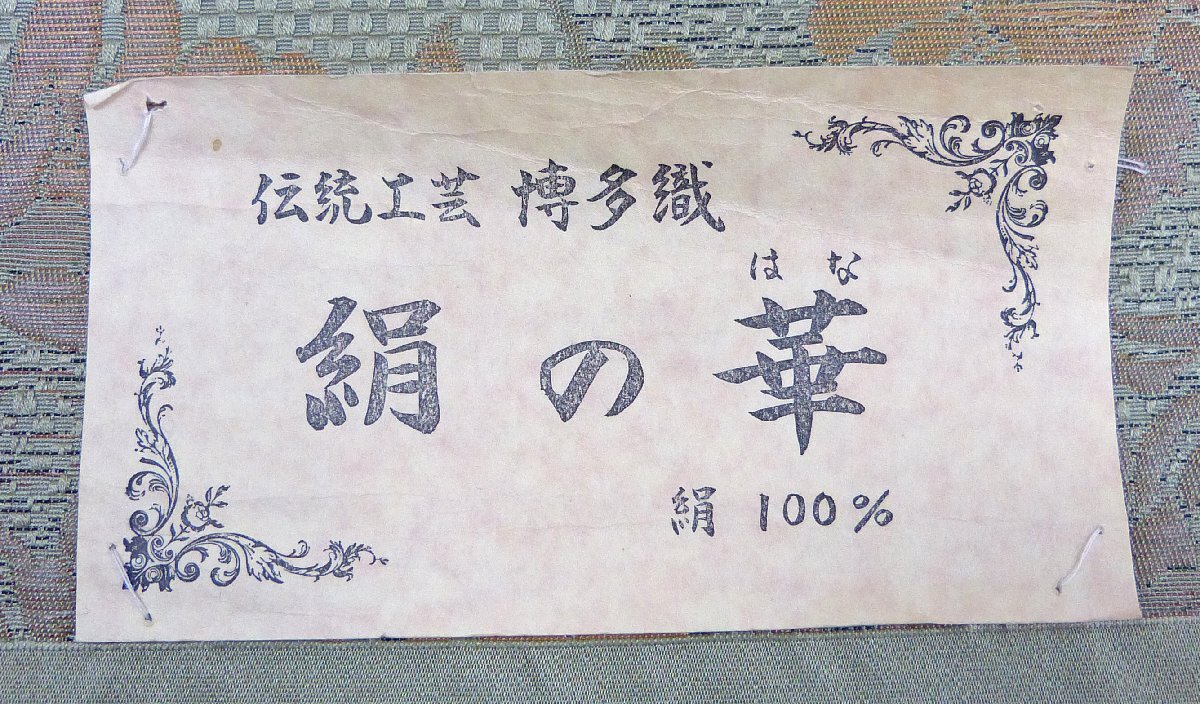 伝統工芸 博多織
はな
絹の華
絹 100%